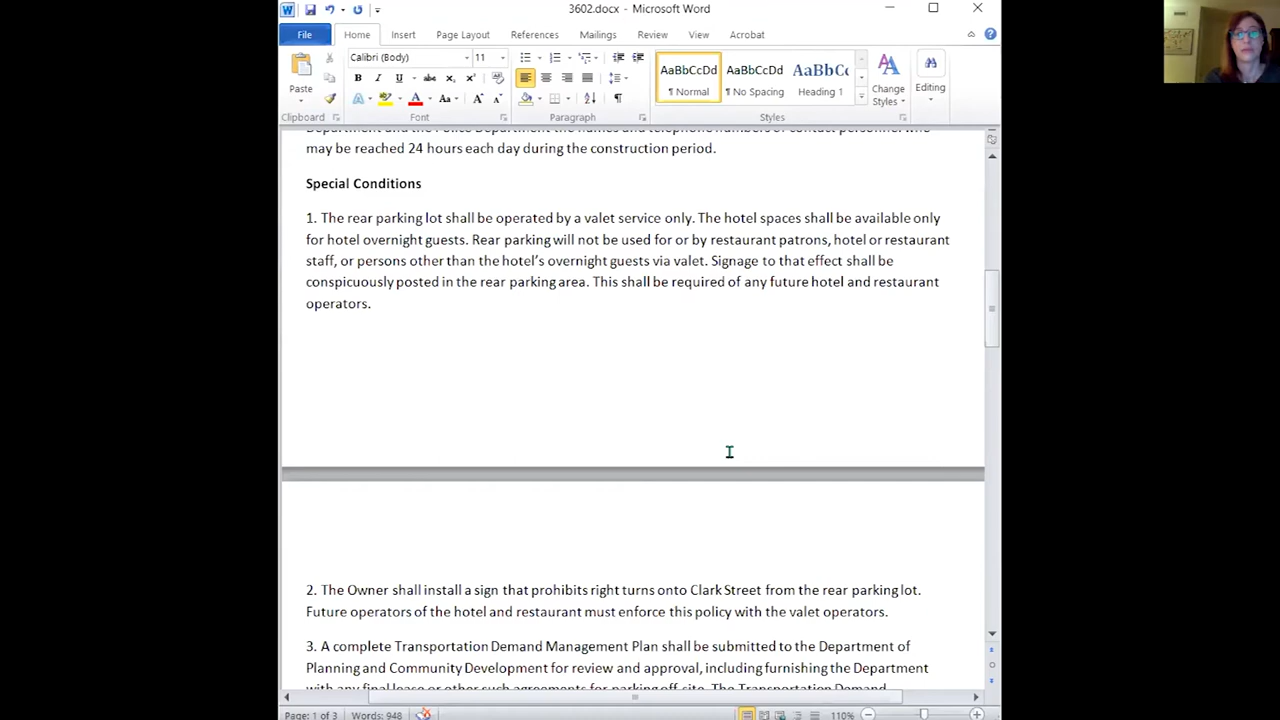 3602.docx - Microsoft Word
File Home Insert Page Layout References Mailings Review View Acrobat
Calibri (Body) 11
AaBbCcDd AaBbCcDd AaBbCc
¶ Normal ¶ No Spacing Heading 1
Paste
Change Styles
Editing
Clipboard Font Paragraph Styles
Department and the Police Department the names and telephone numbers of contact personnel who
may be reached 24 hours each day during the construction period.
Special Conditions
1. The rear parking lot shall be operated by a valet service only. The hotel spaces shall be available only
for hotel overnight guests. Rear parking will not be used for or by restaurant patrons, hotel or restaurant
staff, or persons other than the hotel's overnight guests via valet. Signage to that effect shall be
conspicuously posted in the rear parking area. This shall be required of any future hotel and restaurant
operators.
2. The Owner shall install a sign that prohibits right turns onto Clark Street from the rear parking lot.
Future operators of the hotel and restaurant must enforce this policy with the valet operators.
3. A complete Transportation Demand Management Plan shall be submitted to the Department of
Planning and Community Development for review and approval, including furnishing the Department
with any final lease or other such agreements for parking off-site. The Transportation Demand
Page: 1 of 3 Words: 948 110%